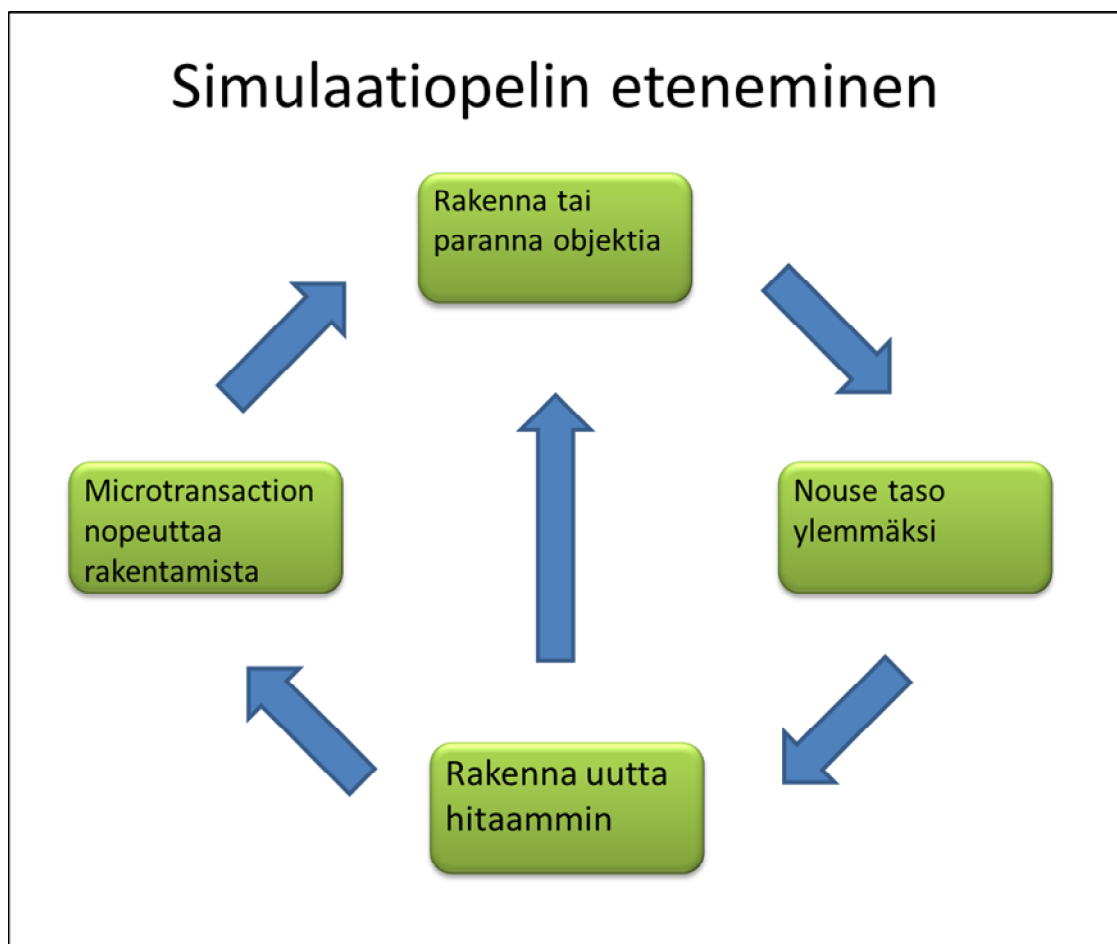 Simulaatiopelin eteneminen
Rakenna tai
paranna objektia
Microtransaction
nopeuttaa
rakentamista
Nouse taso
ylemmäksi
Rakenna uutta
hitaammin